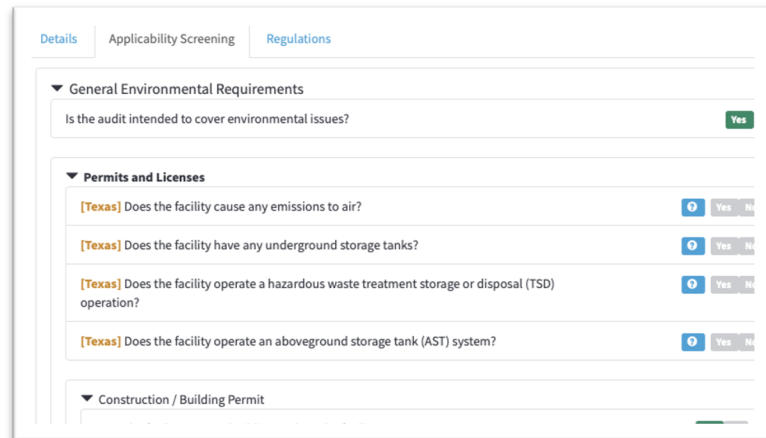 Details
Applicability Screening
Regulations
General Environmental Requirements
Is the audit intended to cover environmental issues?
Yes
Permits and Licenses
[Texas] Does the facility cause any emissions to air?
Yes
[Texas] Does the facility have any underground storage tanks?
Yes
[Texas] Does the facility operate a hazardous waste treatment storage or disposal (TSD)
operation?
Yes
[Texas] Does the facility operate an aboveground storage tank (AST) system?
Yes
Construction / Building Permit